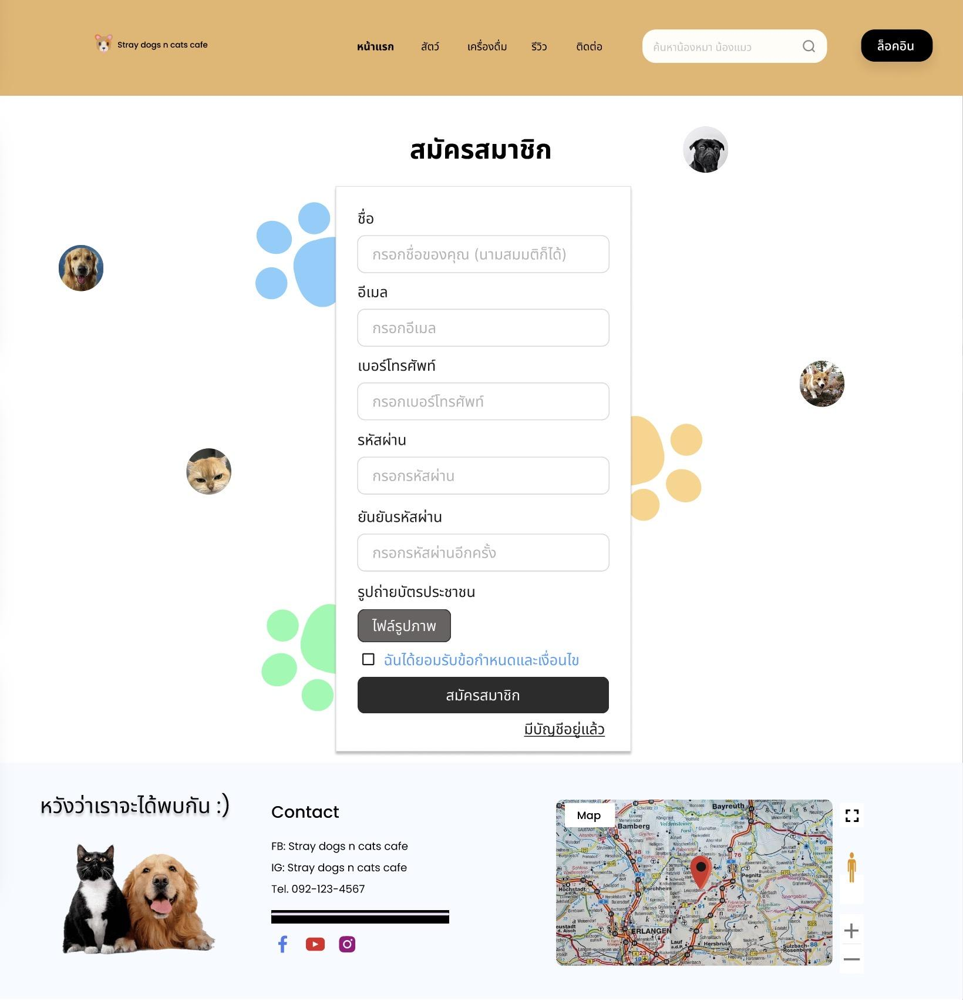 Stray dogs n cats cafe
หน้าแรก สัตว์ เครื่องดื่ม รีวิว ติดต่อ
ค้นหาน้องหมา น้องแมว
ล็อคอิน
สมัครสมาชิก
ชื่อ
กรอกชื่อของคุณ (นามสมมติก็ได้)
อีเมล
กรอกอีเมล
เบอร์โทรศัพท์
กรอกเบอร์โทรศัพท์
รหัสผ่าน
กรอกรหัสผ่าน
ยันยันรหัสผ่าน
กรอกรหัสผ่านอีกครั้ง
รูปถ่ายบัตรประชาชน
ไฟล์รูปภาพ
ฉันได้ยอมรับข้อกำหนดและเงื่อนไข
สมัครสมาชิก
มีบัญชีอยู่แล้ว
หวังว่าเราจะได้พบกัน :)
Contact
FB: Stray dogs n cats cafe
IG: Stray dogs n cats cafe
Tel. 092-123-4567
Map
Bayreuth
Bamberg
Pegnitz
Forchheim
Höchstadt
ERLANGEN
Lauf
Hersbruck
Sulzbach-
Rosenberg